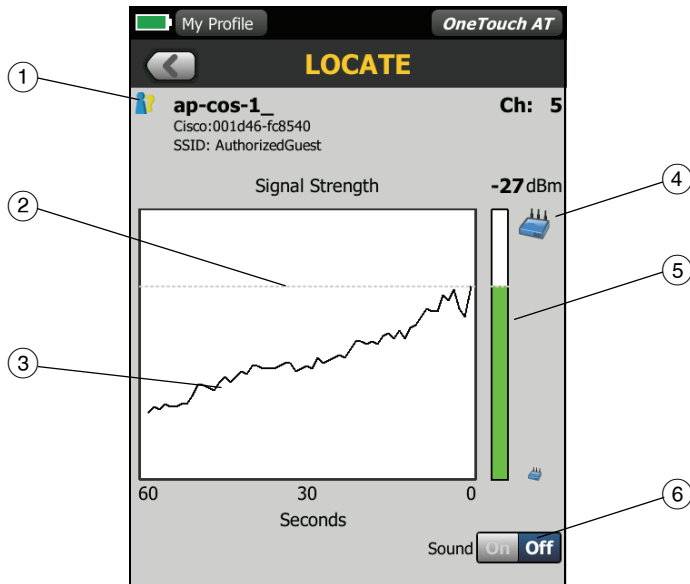 My Profile
OneTouch AT
LOCATE
1
ap-cos-1_
Ch: 5
Cisco:001d46-fc8540
SSID: AuthorizedGuest
Signal Strength
-27 dBm
4
2
5
3
60
30
0
Seconds
6
Sound
On
Off